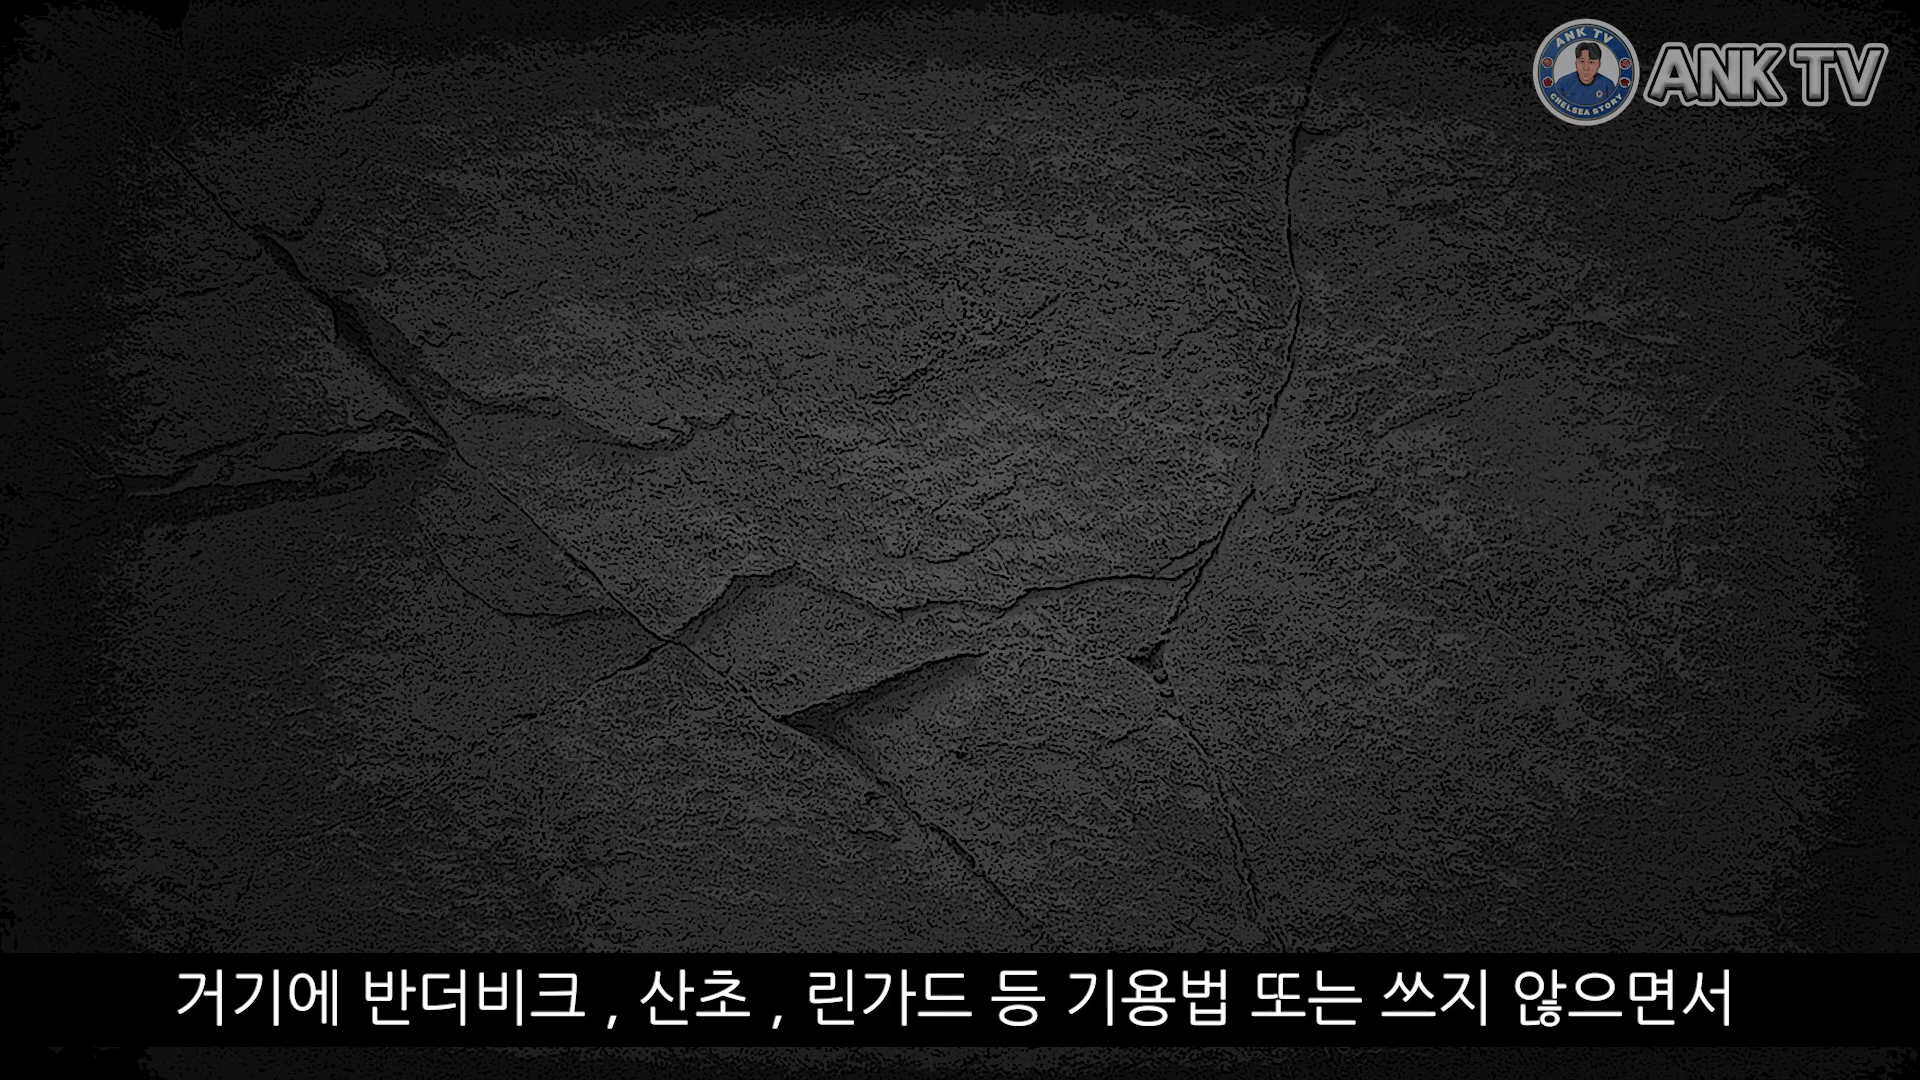 ANK TV
CHELSEA STORY
ANK TV
거기에 반더비크 , 산초 , 린가드 등 기용법 또는 쓰지 않으면서